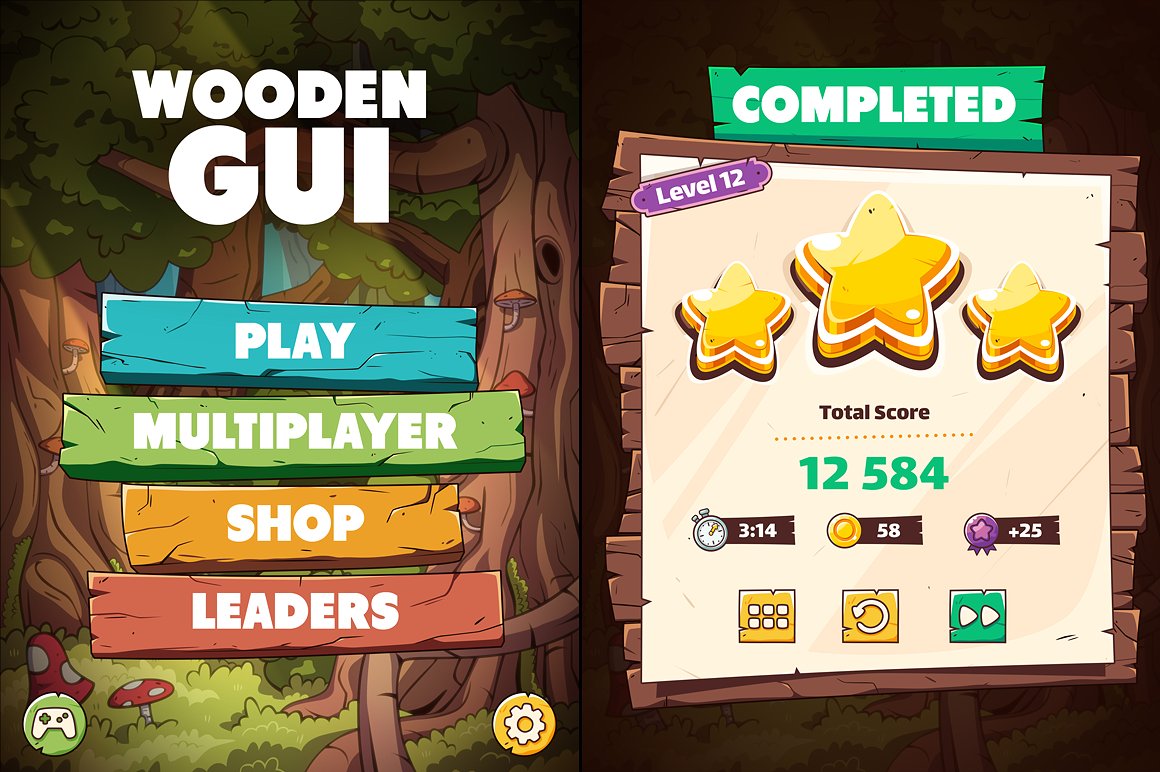 WOODEN
GUI
PLAY
MULTIPLAYER
SHOP
LEADERS
COMPLETED
Level 12
Total Score
12 584
3:14
58
+25